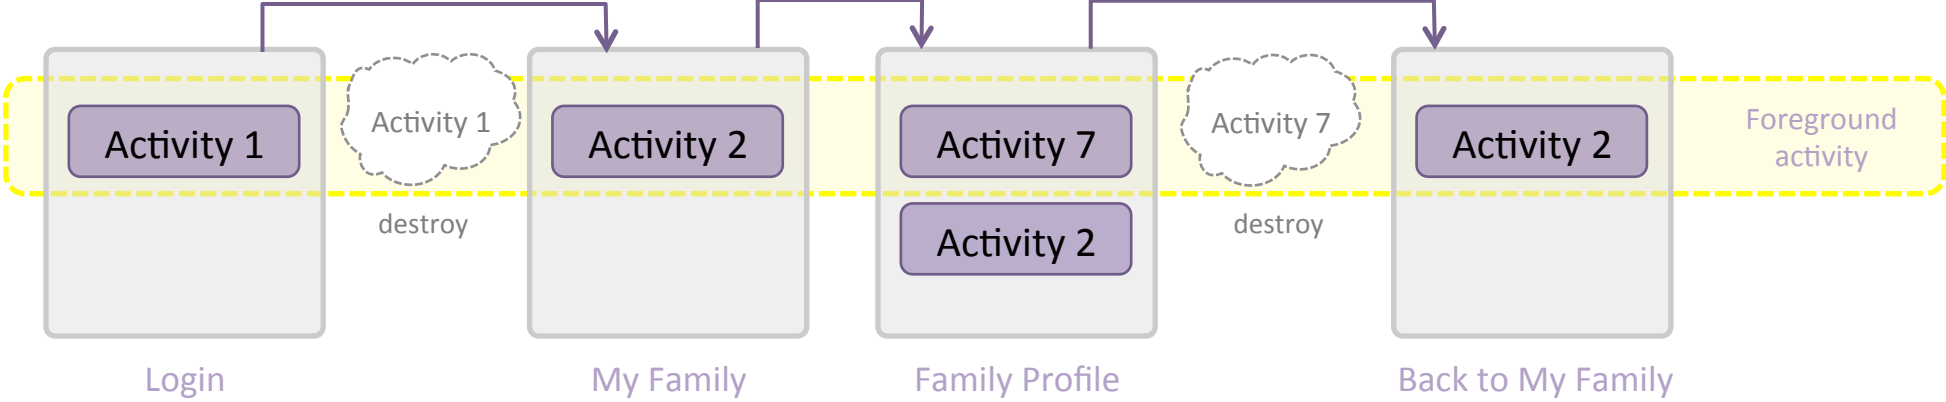 Activity 1
Activity 1
destroy
Activity 2
Activity 7
Activity 2
Activity 7
destroy
Activity 2
Foreground
activity
Login
My Family
Family Profile
Back to My Family